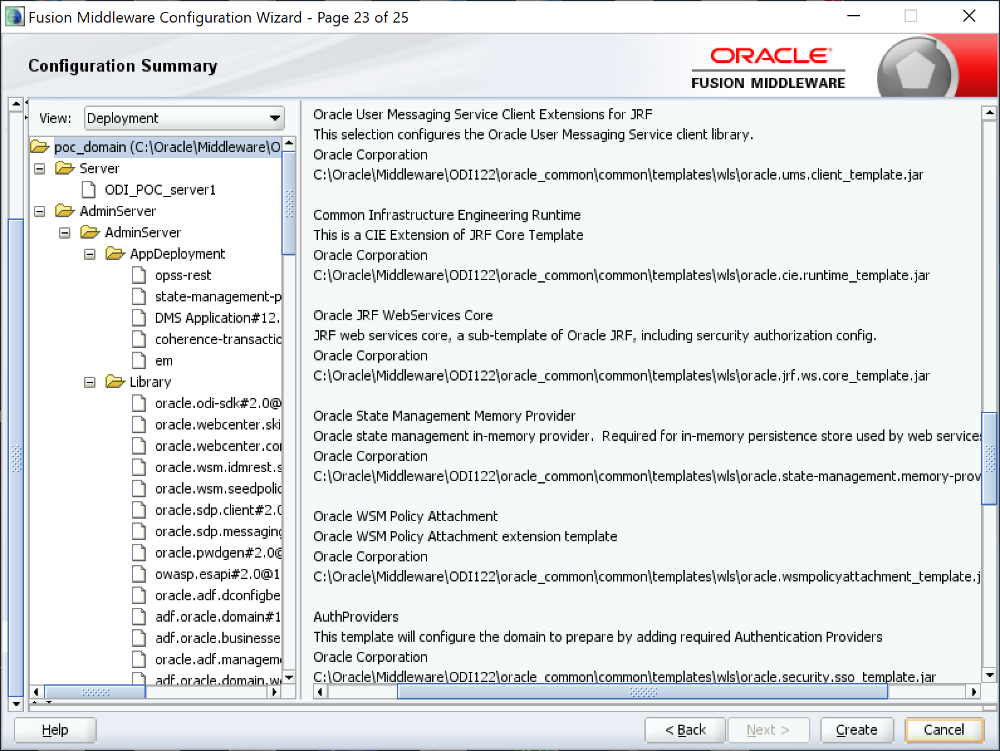 Fusion Middleware Configuration Wizard - Page 23 of 25
Configuration Summary
ORACLE
FUSION MIDDLEWARE
View:
Deployment
poc_domain (C:\Oracle\Middleware\O
Server
ODI_POC_server1
AdminServer
AdminServer
AppDeployment
opss-rest
state-management-p
DMS Application#12.
coherence-transactio
em
Library
oracle.odi-sdk#2.0@
oracle.webcenter.ski
oracle.webcenter.cor
oracle.wsm.idmrest.s
oracle.wsm.seedpolic
oracle.sdp.client#2.0
oracle.sdp.messaging
oracle.pwdgen#2.0@
owasp.esapi#2.0@1
oracle.adf.dconfigbe
adf.oracle.domain#1
adf.oracle.businesse
oracle.adf.manageme
adf.oracle.domain.we
Oracle User Messaging Service Client Extensions for JRF
This selection configures the Oracle User Messaging Service client library.
Oracle Corporation
C:\Oracle\Middleware\ODI122\oracle_common\common\templates\wls\oracle.ums.client_template.jar
Common Infrastructure Engineering Runtime
This is a CIE Extension of JRF Core Template
Oracle Corporation
C:\Oracle\Middleware\ODI122\oracle_common\common\templates\wls\oracle.cie.runtime_template.jar
Oracle JRF WebServices Core
JRF web services core, a sub-template of Oracle JRF, including sercurity authorization config.
Oracle Corporation
C:\Oracle\Middleware\ODI122\oracle_common\common\templates\wls\oracle.jrf.ws.core_template.jar
Oracle State Management Memory Provider
Oracle state management in-memory provider.  Required for in-memory persistence store used by web services
Oracle Corporation
C:\Oracle\Middleware\ODI122\oracle_common\common\templates\wls\oracle.state-management.memory-prov
Oracle WSM Policy Attachment
Oracle WSM Policy Attachment extension template
Oracle Corporation
C:\Oracle\Middleware\ODI122\oracle_common\common\templates\wls\oracle.wsmpolicyattachment_template.j
AuthProviders
This template will configure the domain to prepare by adding required Authentication Providers
Oracle Corporation
C:\Oracle\Middleware\ODI122\oracle_common\common\templates\wls\oracle.security.sso_template.jar
Help
< Back
Next >
Create
Cancel